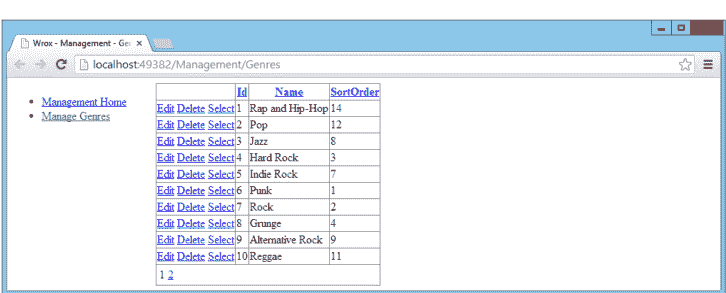 Wrox - Management - Ge
localhost:49382/Management/Genres
Management Home
Manage Genres
Id Name SortOrder
Edit Delete Select 1 Rap and Hip-Hop 14
Edit Delete Select 2 Pop 12
Edit Delete Select 3 Jazz 8
Edit Delete Select 4 Hard Rock 3
Edit Delete Select 5 Indie Rock 7
Edit Delete Select 6 Punk 1
Edit Delete Select 7 Rock 2
Edit Delete Select 8 Grunge 4
Edit Delete Select 9 Alternative Rock 9
Edit Delete Select 10 Reggae 11
1 2